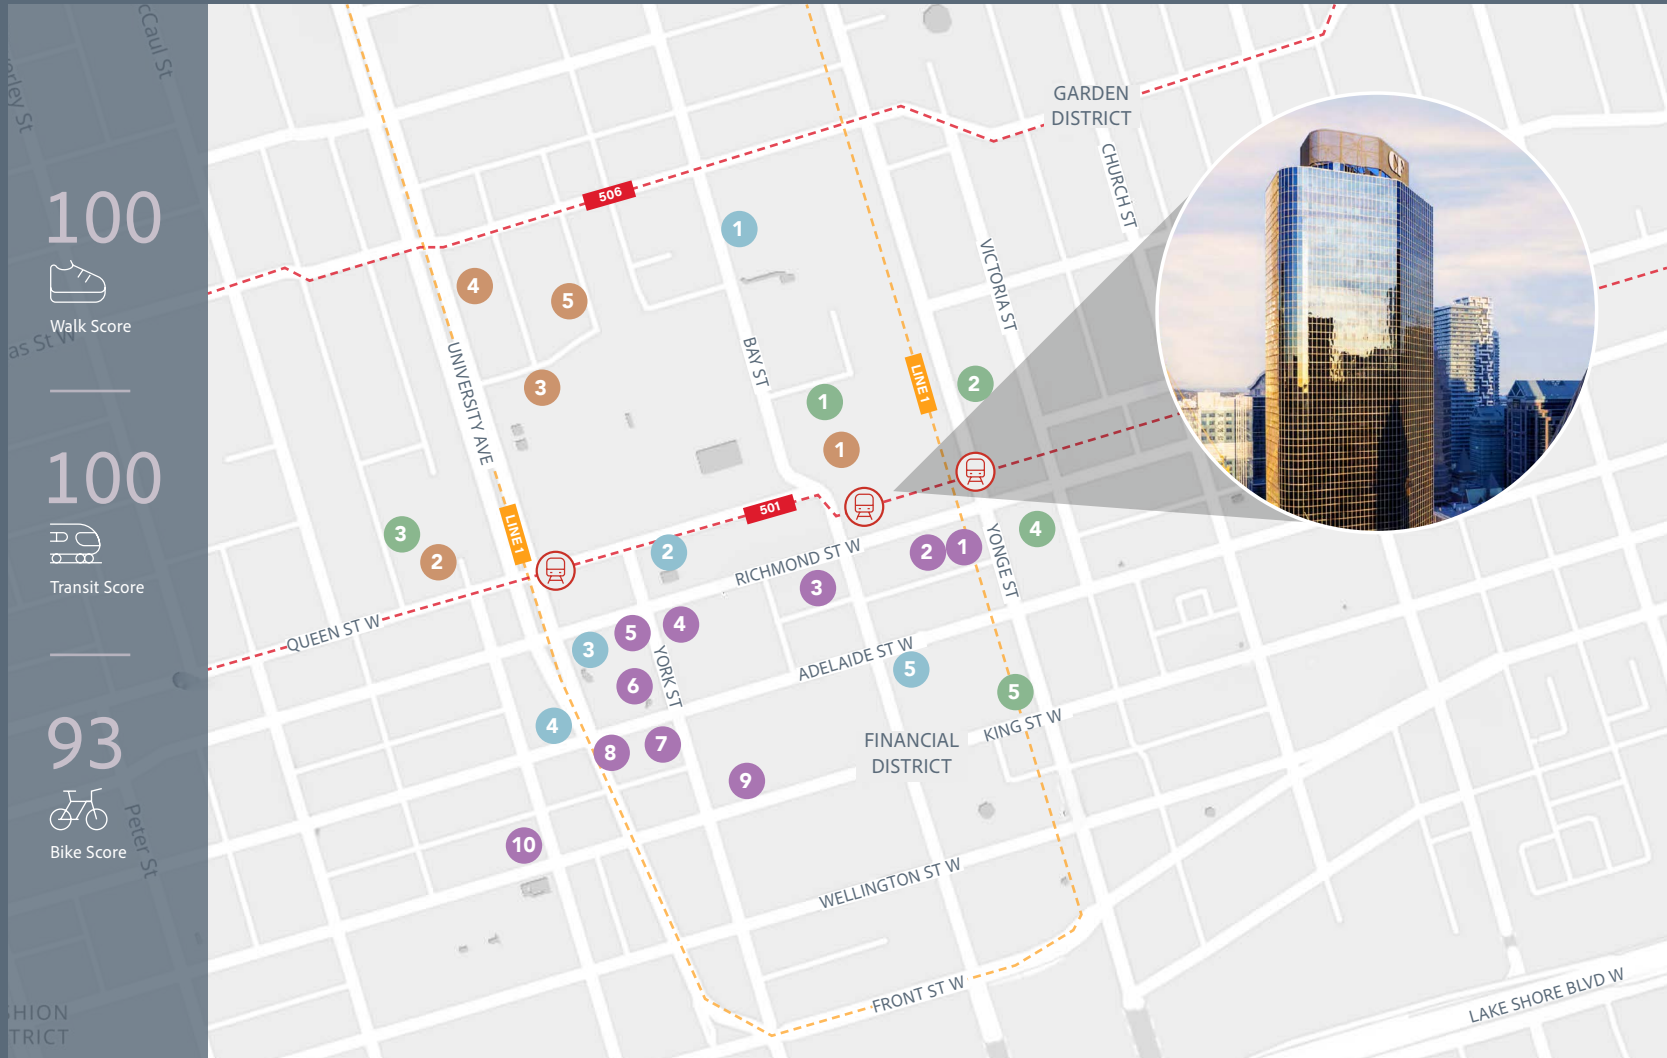 cCaul St
erley St
100
Walk Score
as St W
100
Transit Score
93
Bike Score
Peter St
SHION
TRICT
GARDEN
DISTRICT
CHURCH ST
506
1
VICTORIA ST
4
5
UNIVERSITY AVE
BAY ST
LINE 1
2
3
1
1
CF
LINE 1
501
3
2
2
RICHMOND ST W
2
1
YONGE ST
4
3
QUEEN ST W
5
4
3
YORK ST
ADELAIDE ST W
5
6
5
4
8
7
KING ST W
FINANCIAL
DISTRICT
9
10
WELLINGTON ST W
FRONT ST W
LAKE SHORE BLVD W